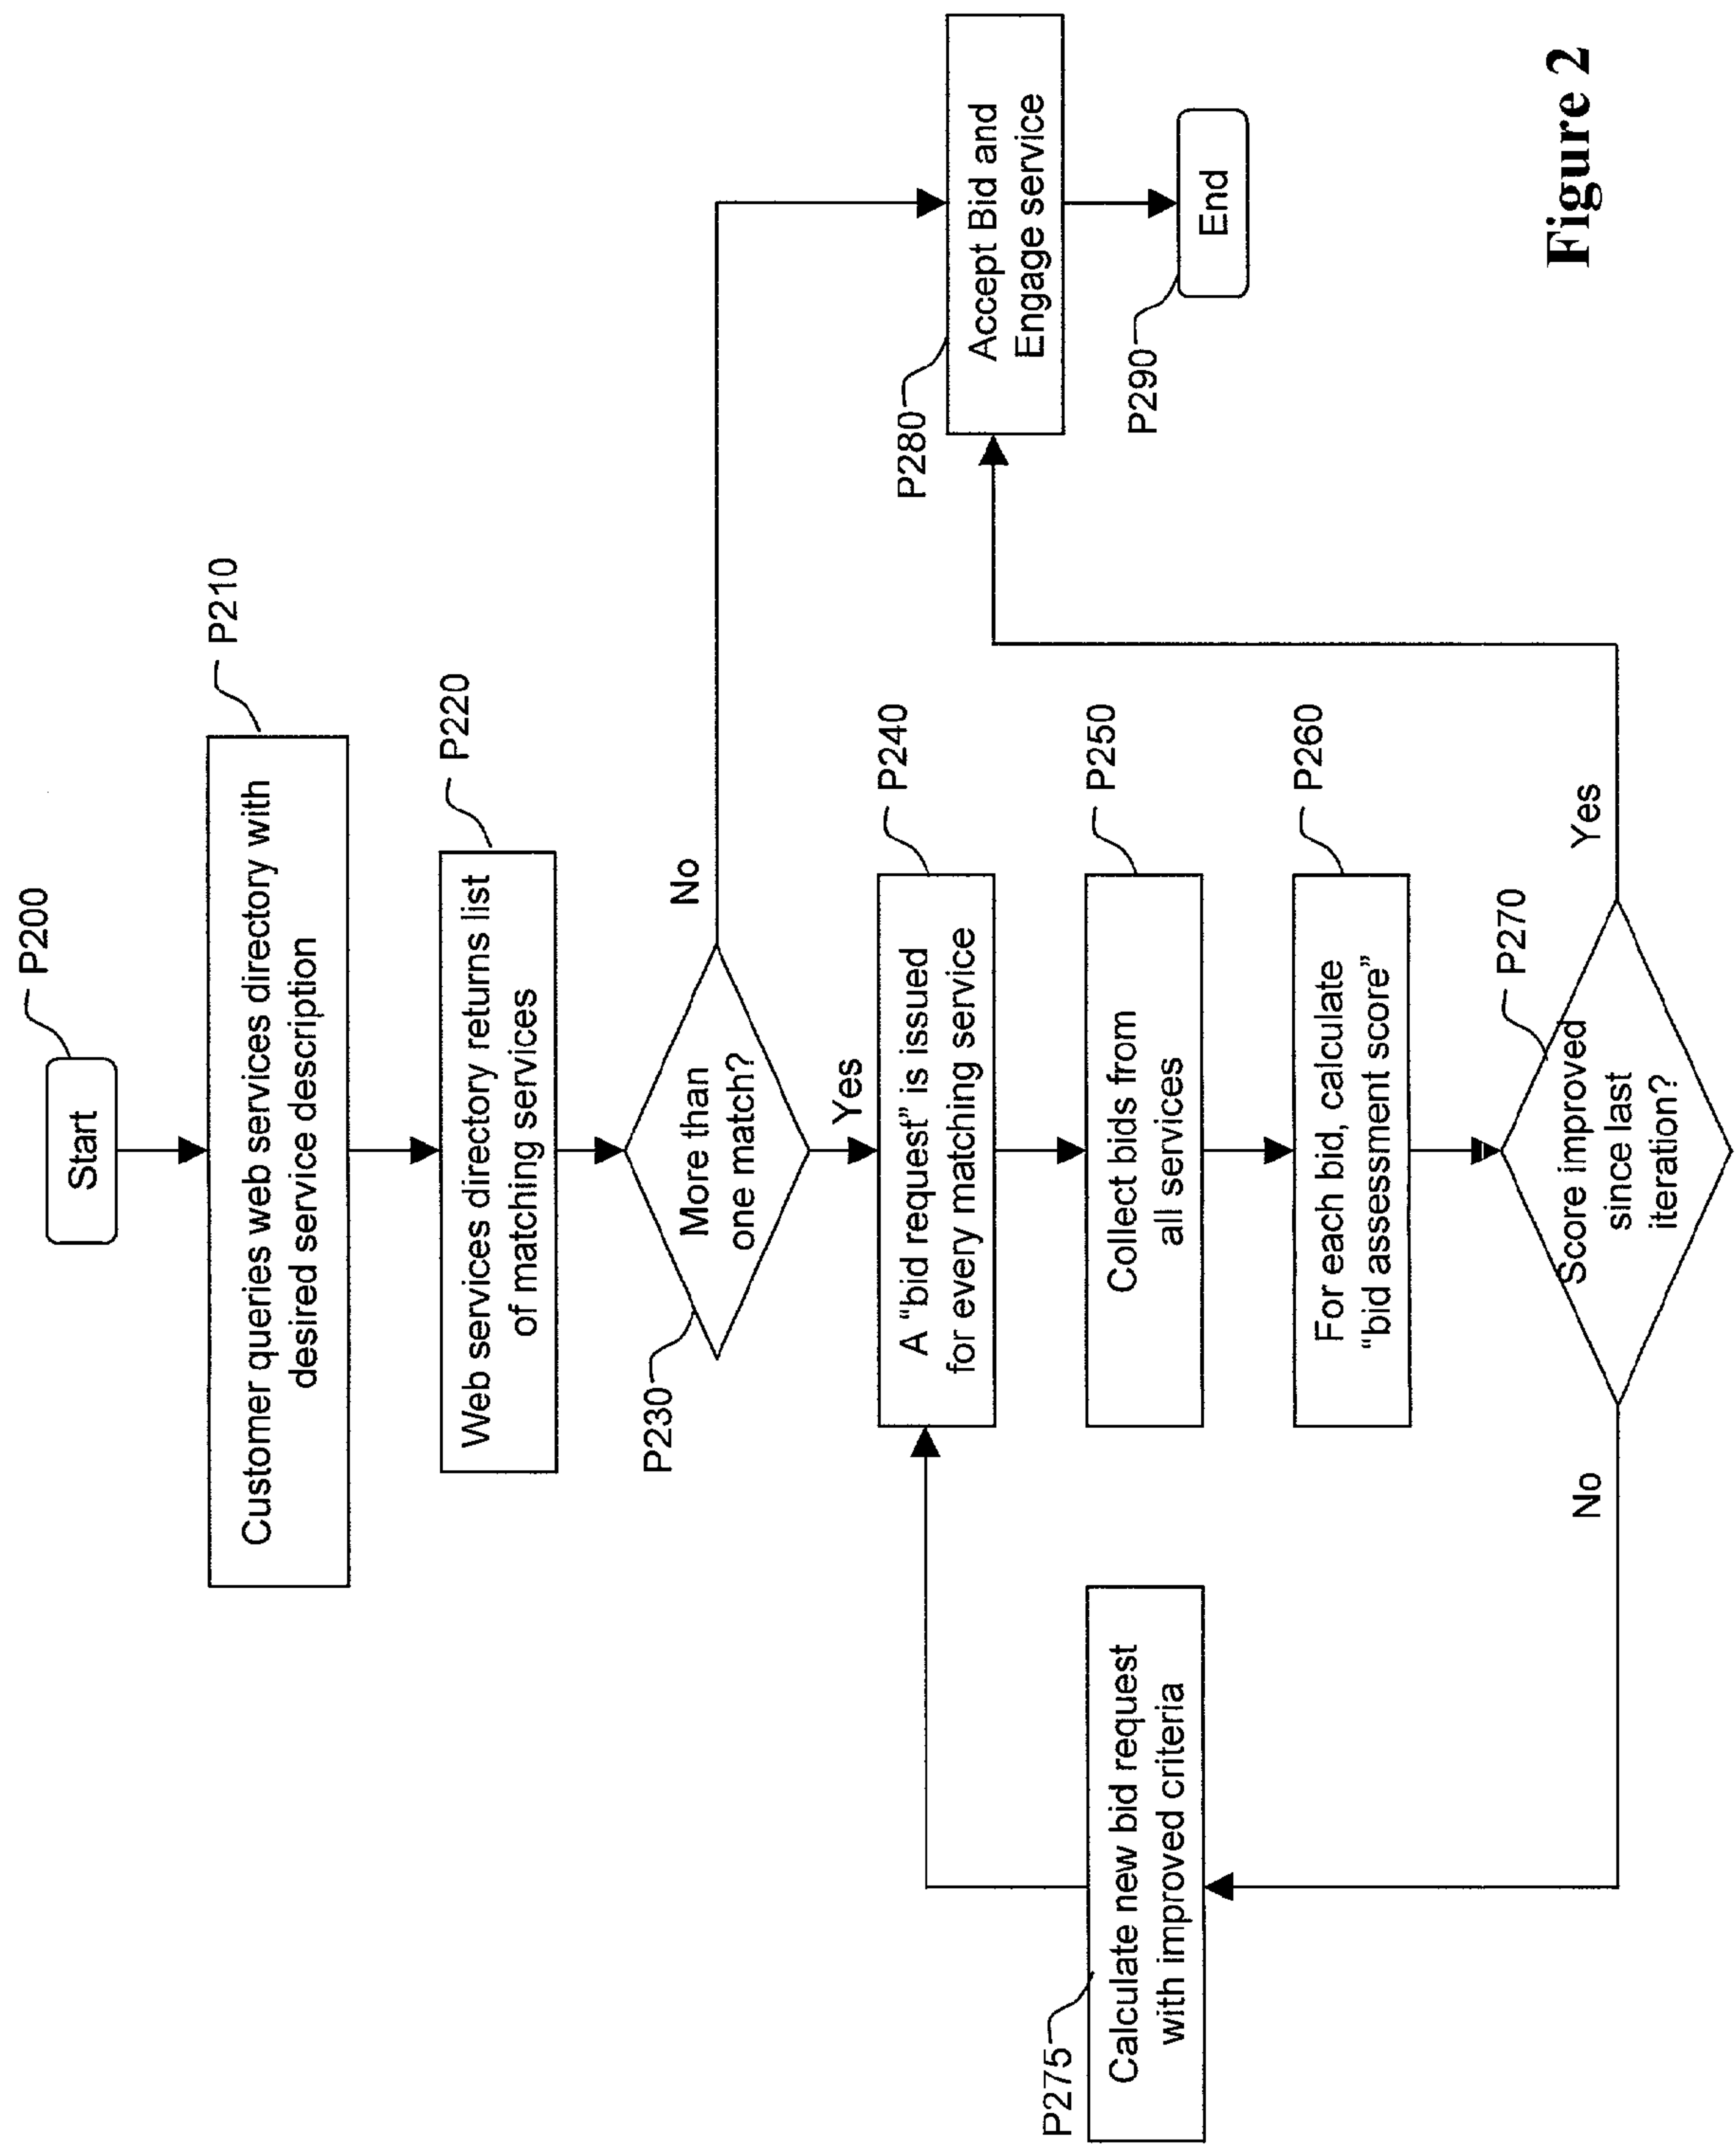 P200
Start
P210
Customer queries web services directory with
desired service description
P220
Web services directory returns list
of matching services
P230
More than
one match?
No
Yes
P240
A “bid request” is issued
for every matching service
P250
Collect bids from
all services
P260
For each bid, calculate
“bid assessment score”
P270
Score improved
since last
iteration?
No
Yes
P275
Calculate new bid request
with improved criteria
P280
Accept Bid and
Engage service
P290
End
Figure 2